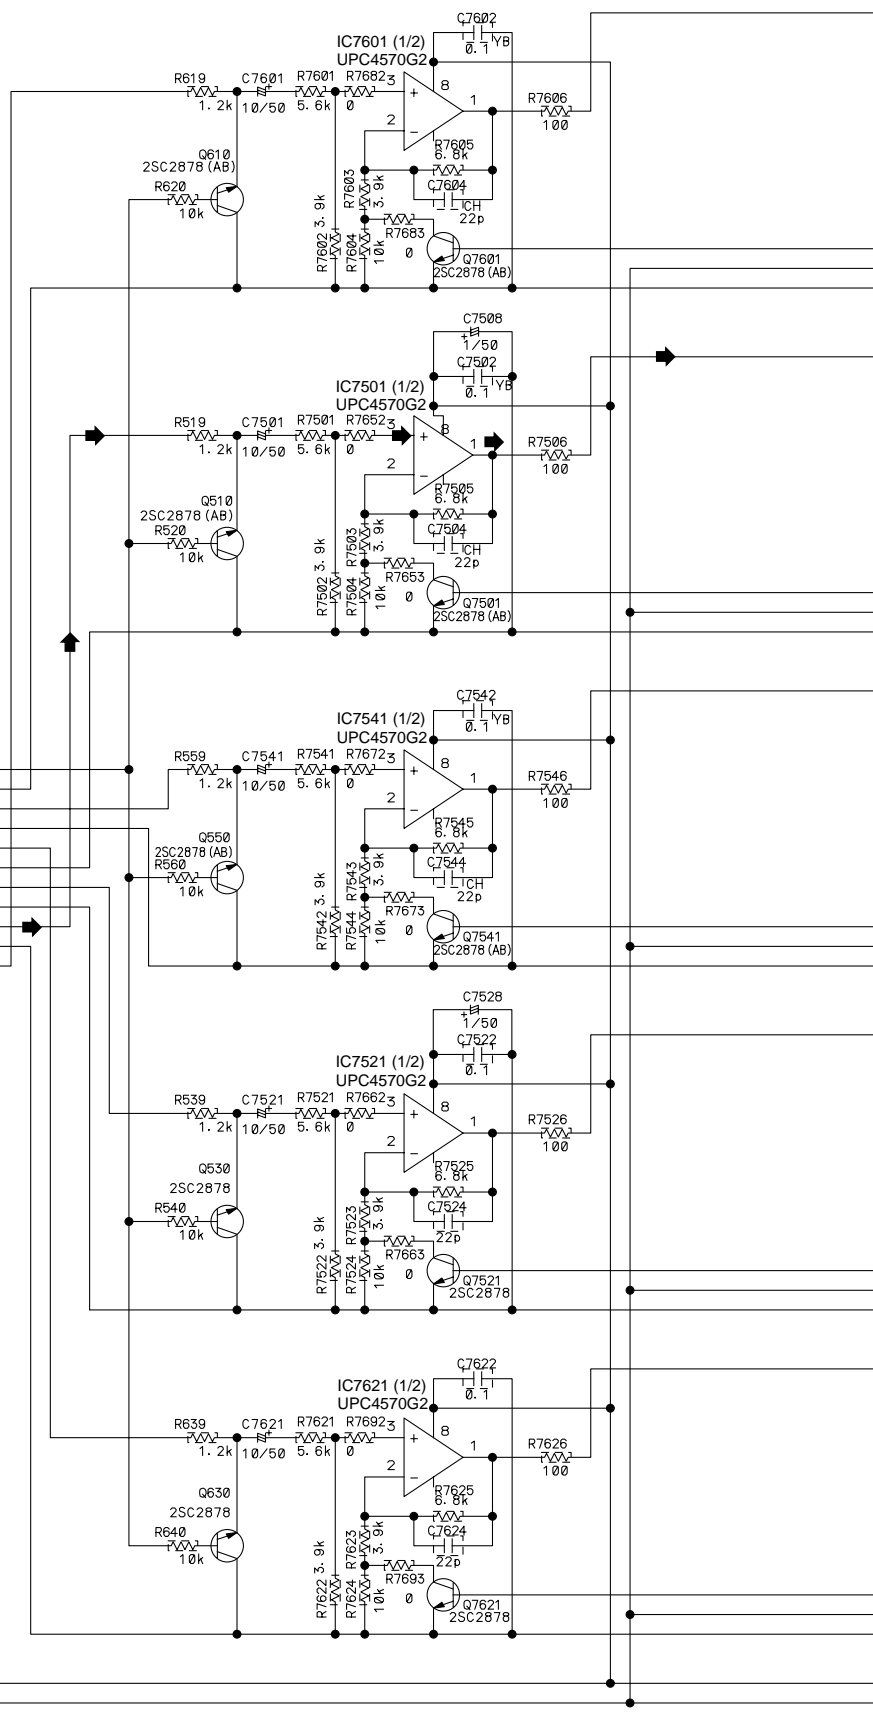 C7602
0.1
YB
IC7601 (1/2)
UPC4570G2
R619
1.2k
C7601
10/50
R7601
5.6k
R7682
0
3
8
1
2
R7606
100
R7605
6.8k
C7604
CH
22p
Q610
2SC2878(AB)
R620
10k
R7603
3.9k
R7683
0
R7602 3.9k
R7604
10k
Q7601
2SC2878(AB)
C7508
1/50
C7502
0.1
YB
IC7501 (1/2)
UPC4570G2
R519
1.2k
C7501
10/50
R7501
5.6k
R7652
0
3
8
1
2
R7506
100
R7505
6.8k
C7504
CH
22p
Q510
2SC2878(AB)
R520
10k
R7503
3.9k
R7653
0
R7502 3.9k
R7504
10k
Q7501
2SC2878(AB)
C7542
0.1
YB
IC7541 (1/2)
UPC4570G2
R559
1.2k
C7541
10/50
R7541
5.6k
R7672
0
3
8
1
2
R7546
100
R7545
6.8k
C7544
CH
22p
Q550
2SC2878(AB)
R560
10k
R7543
3.9k
R7673
0
R7542 3.9k
R7544
10k
Q7541
2SC2878(AB)
C7528
1/50
C7522
0.1
IC7521 (1/2)
UPC4570G2
R539
1.2k
C7521
10/50
R7521
5.6k
R7662
0
3
8
1
2
R7526
100
R7525
6.8k
C7524
22p
Q530
2SC2878
R540
10k
R7523
3.9k
R7663
0
R7522 3.9k
R7524
10k
Q7521
2SC2878
C7622
0.1
IC7621 (1/2)
UPC4570G2
R639
1.2k
C7621
10/50
R7621
5.6k
R7692
0
3
8
1
2
R7626
100
R7625
6.8k
C7624
22p
Q630
2SC2878
R640
10k
R7623
3.9k
R7693
0
R7622 3.9k
R7624
10k
Q7621
2SC2878